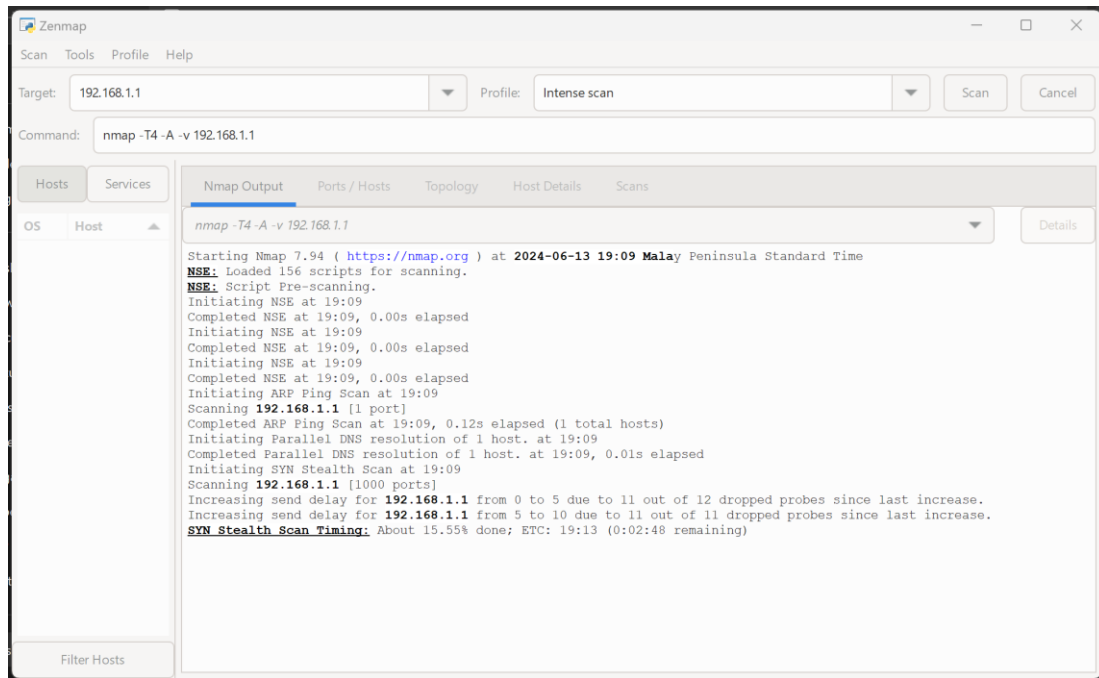 Zenmap
Scan Tools Profile Help
Target: 192.168.1.1 Profile: Intense scan Scan Cancel
Command: nmap -T4 -A -v 192.168.1.1
Hosts Services Nmap Output Ports / Hosts Topology Host Details Scans
OS Host nmap -T4 -A -v 192.168.1.1 Details
Starting Nmap 7.94 ( https://nmap.org ) at 2024-06-13 19:09 Malay Peninsula Standard Time
NSE: Loaded 156 scripts for scanning.
NSE: Script Pre-scanning.
Initiating NSE at 19:09
Completed NSE at 19:09, 0.00s elapsed
Initiating NSE at 19:09
Completed NSE at 19:09, 0.00s elapsed
Initiating NSE at 19:09
Completed NSE at 19:09, 0.00s elapsed
Initiating ARP Ping Scan at 19:09
Scanning 192.168.1.1 [1 port]
Completed ARP Ping Scan at 19:09, 0.12s elapsed (1 total hosts)
Initiating Parallel DNS resolution of 1 host. at 19:09
Completed Parallel DNS resolution of 1 host. at 19:09, 0.01s elapsed
Initiating SYN Stealth Scan at 19:09
Scanning 192.168.1.1 [1000 ports]
Increasing send delay for 192.168.1.1 from 0 to 5 due to 11 out of 12 dropped probes since last increase.
Increasing send delay for 192.168.1.1 from 5 to 10 due to 11 out of 11 dropped probes since last increase.
SYN Stealth Scan Timing: About 15.55% done; ETC: 19:13 (0:02:48 remaining)
Filter Hosts